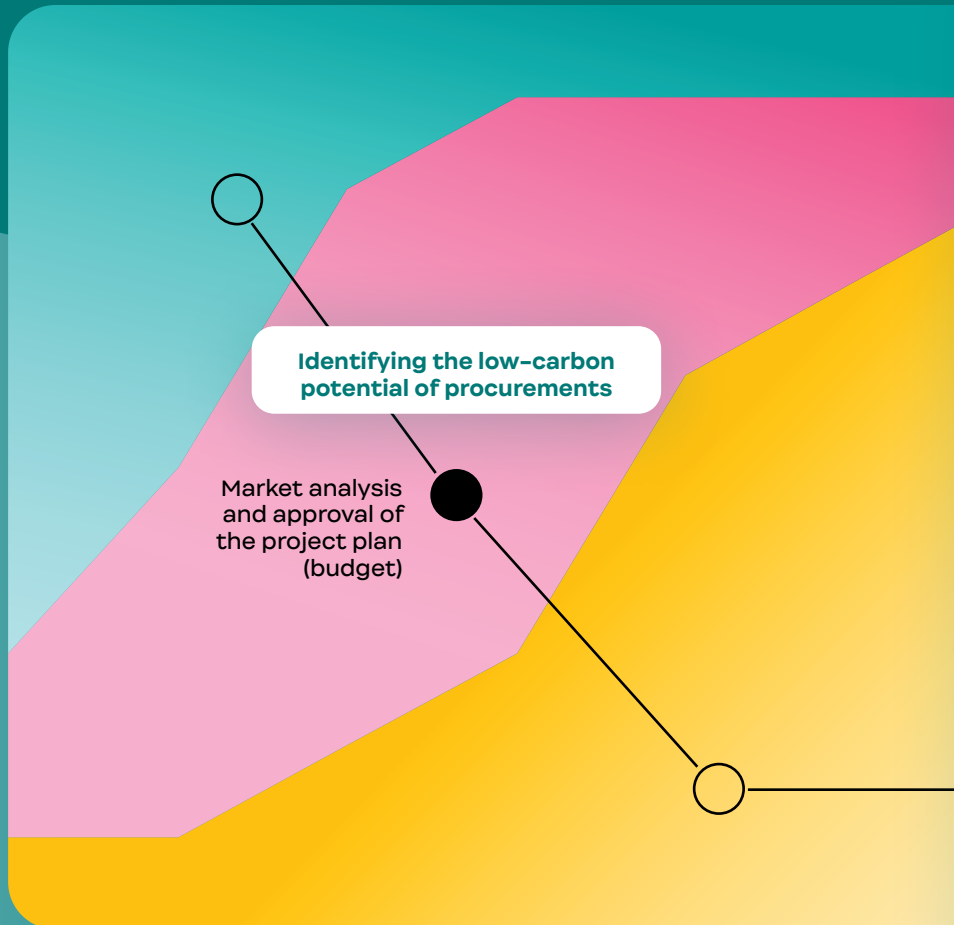 Identifying the low-carbon
potential of procurements
Market analysis
and approval of
the project plan
(budget)